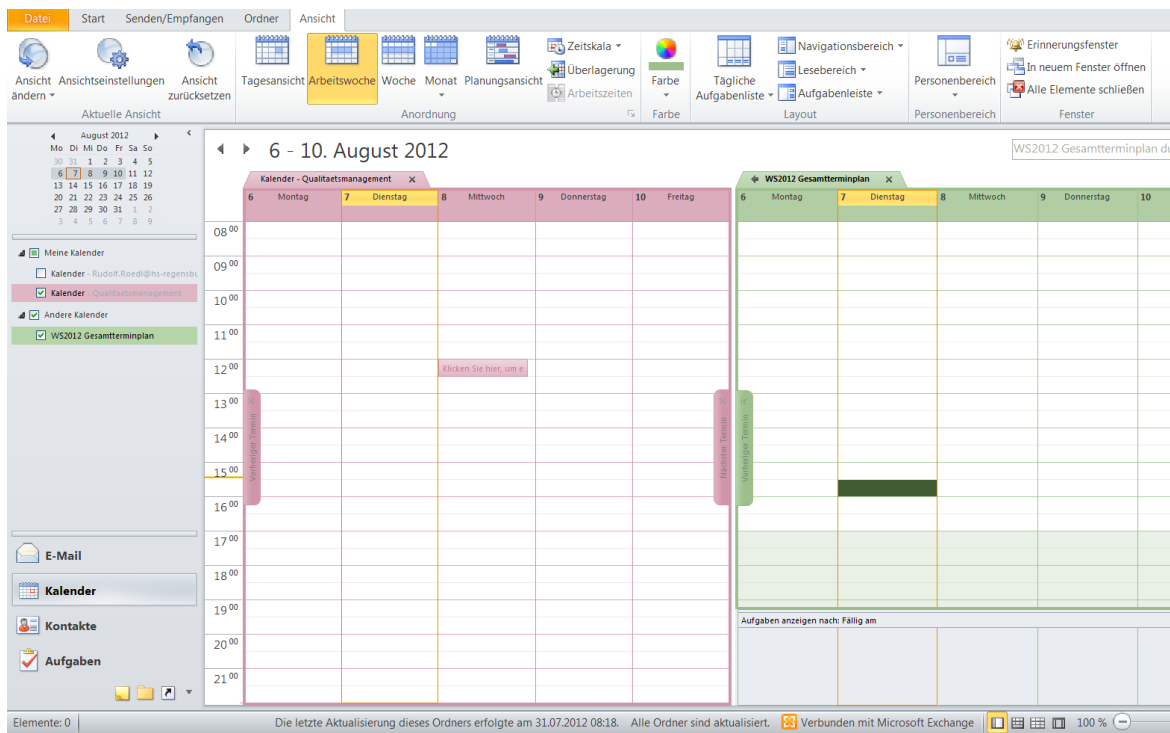 Datei Start Senden/Empfangen Ordner Ansicht
Ansicht ändern
Ansichtseinstellungen
Ansicht zurücksetzen
Aktuelle Ansicht
Tagesansicht Arbeitswoche Woche Monat Planungsansicht
Zeitskala
Überlagerung
Arbeitszeiten
Anordnung
Farbe
Farbe
Tägliche Aufgabenliste
Navigationsbereich
Lesebereich
Aufgabenleiste
Layout
Personenbereich
Personenbereich
Erinnerungsfenster
In neuem Fenster öffnen
Alle Elemente schließen
Fenster
August 2012
Mo Di Mi Do Fr Sa So
30 31 1 2 3 4 5
6 7 8 9 10 11 12
13 14 15 16 17 18 19
20 21 22 23 24 25 26
27 28 29 30 31 1 2
3 4 5 6 7 8 9
Meine Kalender
Kalender - Rudolf.Roedl@hs-regensbu
Kalender - Qualitaetsmanagement
Andere Kalender
WS2012 Gesamtterminplan
E-Mail
Kalender
Kontakte
Aufgaben
6 - 10. August 2012
WS2012 Gesamtterminplan du
Kalender - Qualitaetsmanagement
6 Montag 7 Dienstag 8 Mittwoch 9 Donnerstag 10 Freitag
WS2012 Gesamtterminplan
6 Montag 7 Dienstag 8 Mittwoch 9 Donnerstag 10
08 00
09 00
10 00
11 00
12 00
13 00
14 00
15 00
16 00
17 00
18 00
19 00
20 00
21 00
Klicken Sie hier, um e
Vorheriger Termin
Nächster Termin
Vorheriger Termin
Aufgaben anzeigen nach: Fällig am
Elemente: 0
Die letzte Aktualisierung dieses Ordners erfolgte am 31.07.2012 08:18. Alle Ordner sind aktualisiert. Verbunden mit Microsoft Exchange 100 %